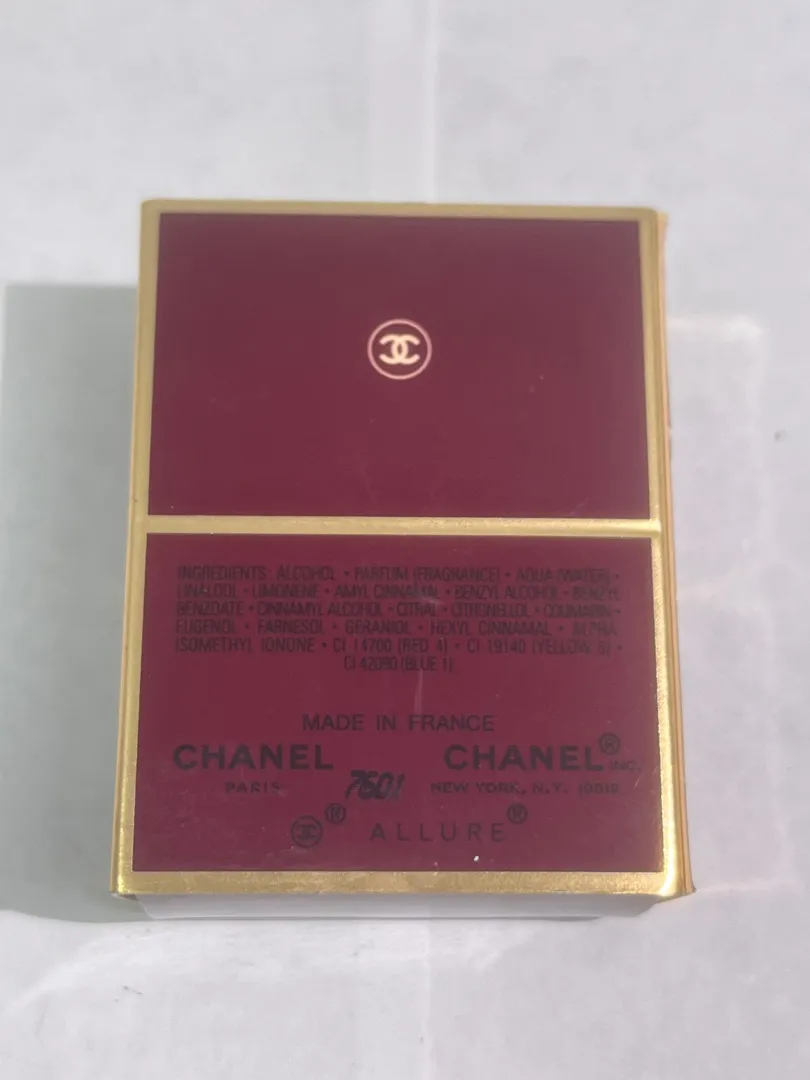 INGREDIENTS: ALCOHOL • PARFUM (FRAGRANCE) • AQUA (WATER) •
LINALOOL • LIMONENE • AMYL CINNAMAL • BENZYL ALCOHOL • BENZYL
BENZOATE • CINNAMYL ALCOHOL • CITRAL • CITRONELLOL • COUMARIN •
EUGENOL • FARNESOL • GERANIOL • HEXYL CINNAMAL • ALPHA
ISOMETHYL IONONE • CI 14700 (RED 4) • CI 19140 (YELLOW 5) •
CI 42090 (BLUE 1)
MADE IN FRANCE
CHANEL CHANEL® INC.
PARIS 7601 NEW YORK, N.Y. 10019
® ALLURE®